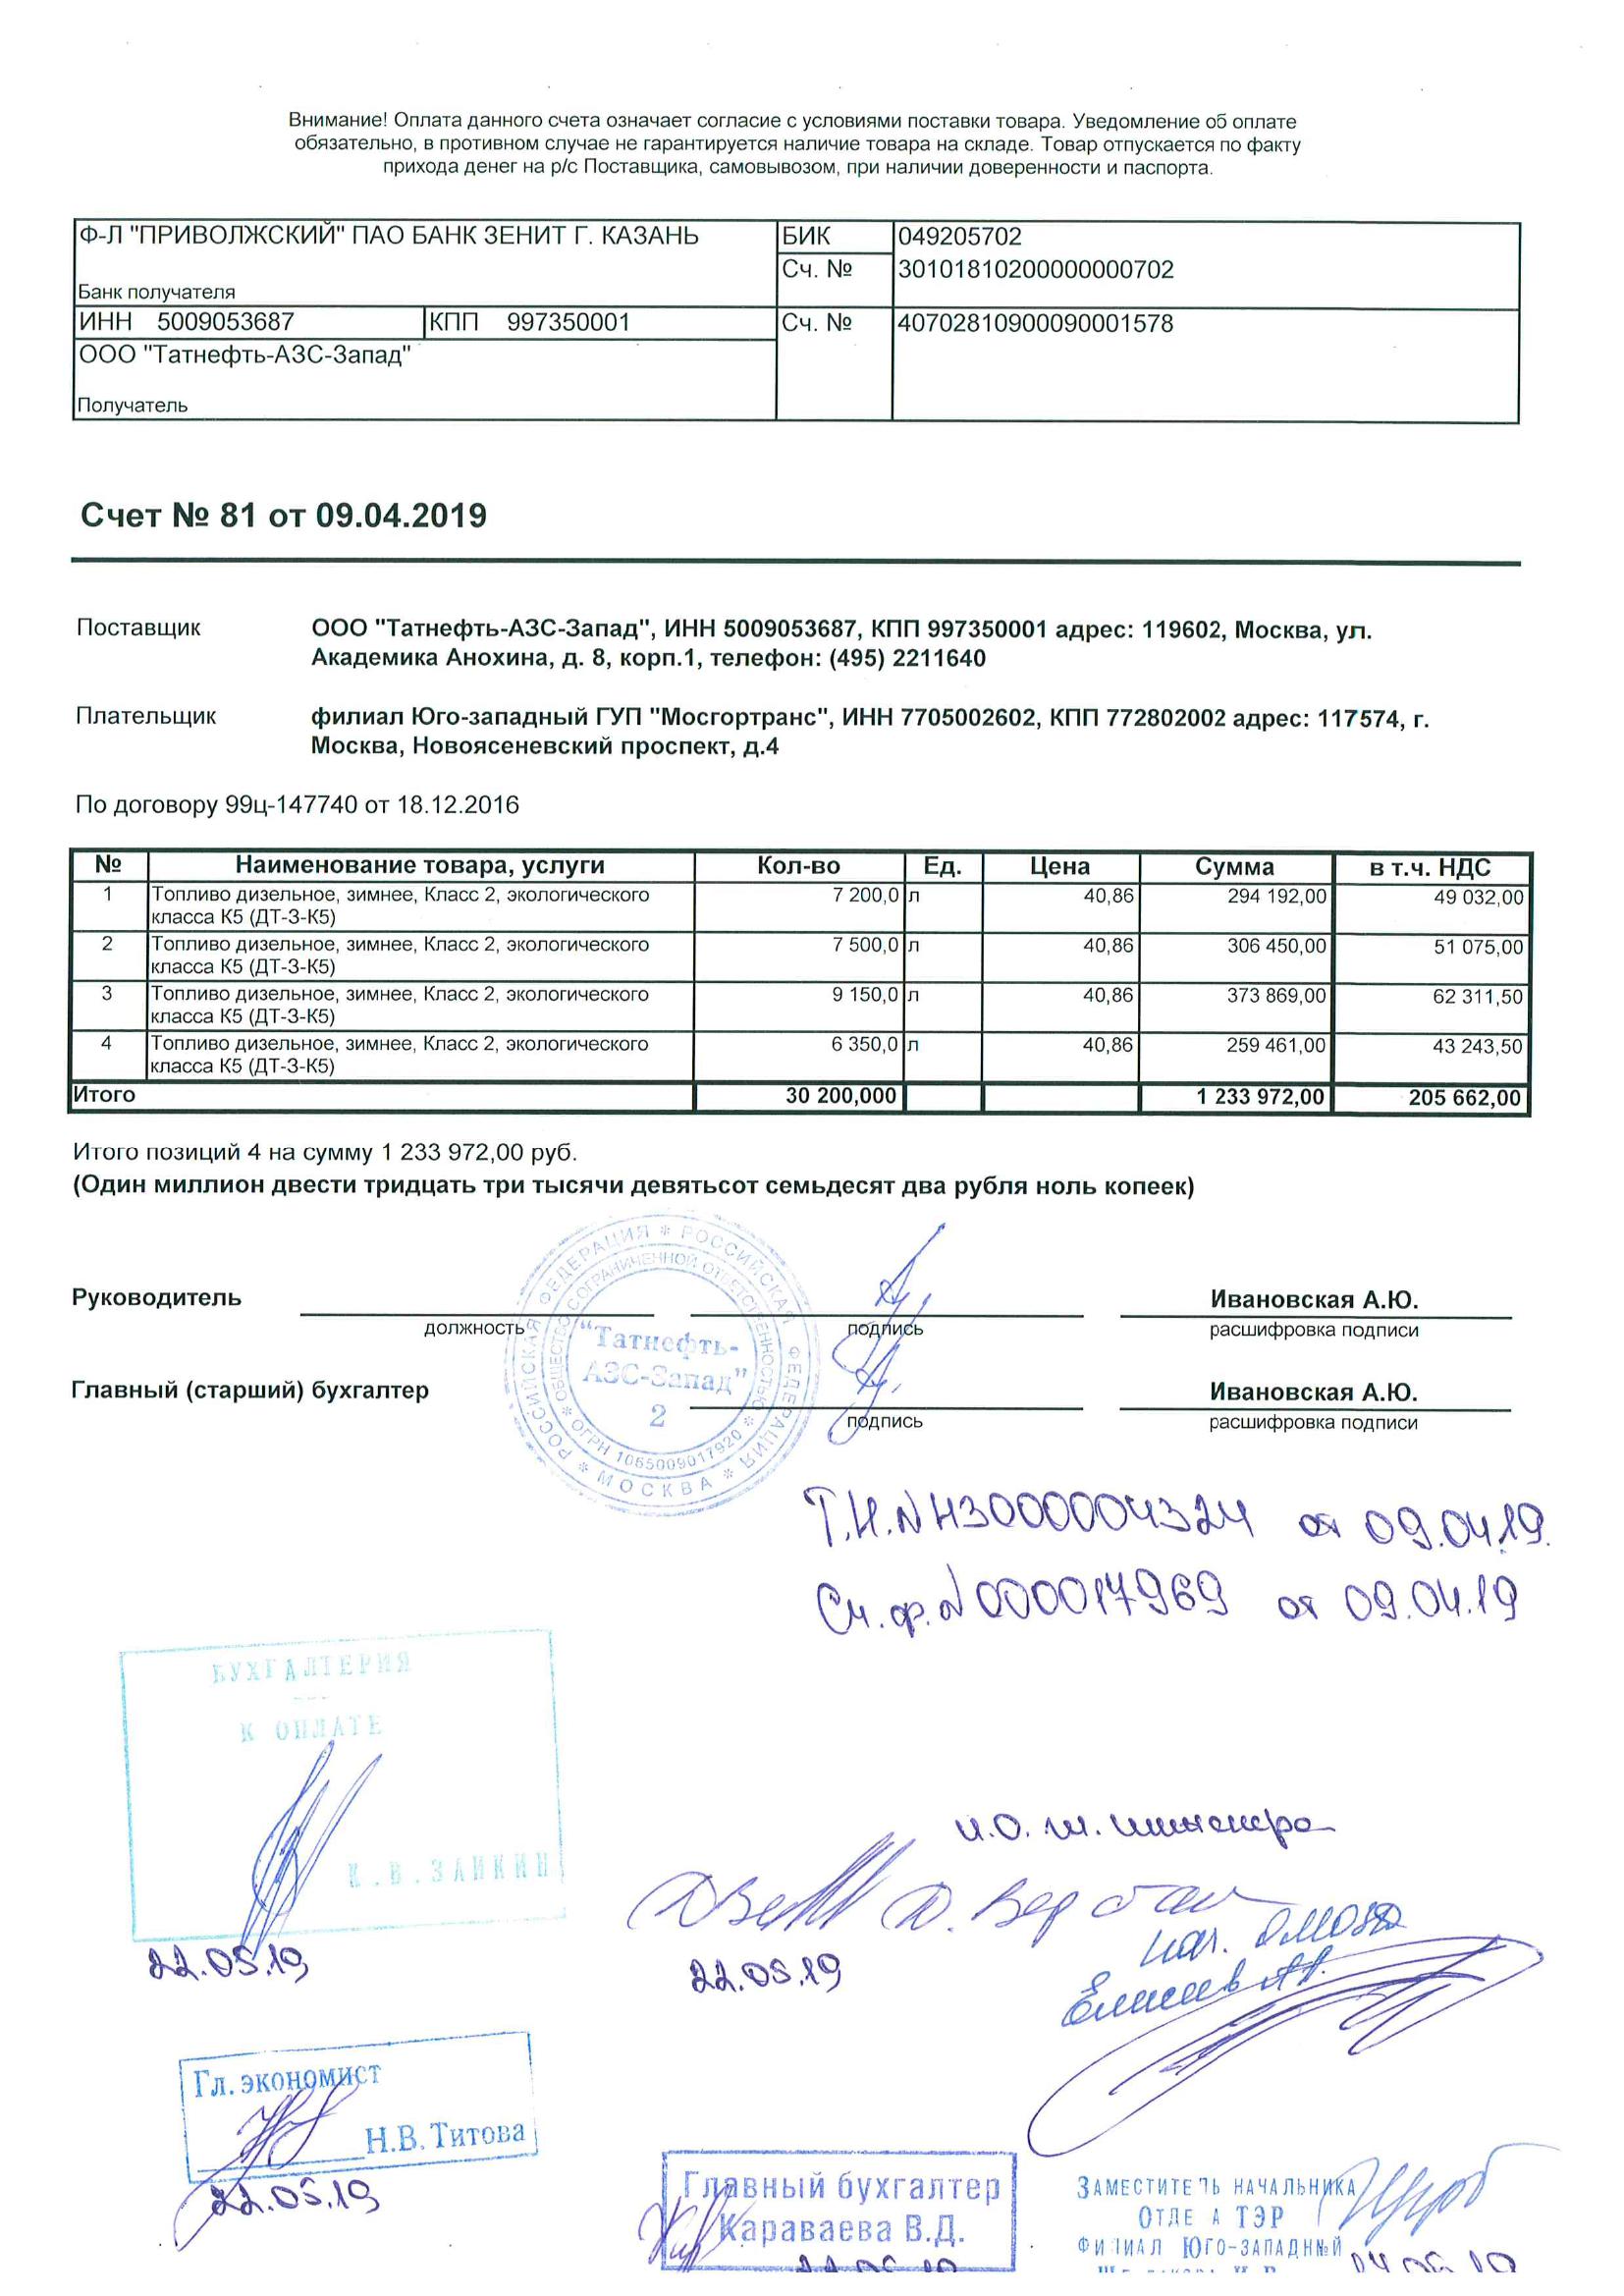 Внимание! Оплата данного счета означает согласие с условиями поставки товара. Уведомление об оплате
обязательно, в противном случае не гарантируется наличие товара на складе. Товар отпускается по факту
прихода денег на р/с Поставщика, самовывозом, при наличии доверенности и паспорта.
Ф-Л "ПРИВОЛЖСКИЙ" ПАО БАНК ЗЕНИТ Г. КАЗАНЬ БИК 049205702
Сч. № 30101810200000000702
Банк получателя
ИНН 5009053687 КПП 997350001 Сч. № 40702810900090001578
ООО "Татнефть-АЗС-Запад"
Получатель
Счет № 81 от 09.04.2019
Поставщик ООО "Татнефть-АЗС-Запад", ИНН 5009053687, КПП 997350001 адрес: 119602, Москва, ул.
Академика Анохина, д. 8, корп.1, телефон: (495) 2211640
Плательщик филиал Юго-западный ГУП "Мосгортранс", ИНН 7705002602, КПП 772802002 адрес: 117574, г.
Москва, Новоясеневский проспект, д.4
По договору 99ц-147740 от 18.12.2016
№ Наименование товара, услуги Кол-во Ед. Цена Сумма в т.ч. НДС
1 Топливо дизельное, зимнее, Класс 2, экологического 7 200,0 л 40,86 294 192,00 49 032,00
класса К5 (ДТ-З-К5)
2 Топливо дизельное, зимнее, Класс 2, экологического 7 500,0 л 40,86 306 450,00 51 075,00
класса К5 (ДТ-З-К5)
3 Топливо дизельное, зимнее, Класс 2, экологического 9 150,0 л 40,86 373 869,00 62 311,50
класса К5 (ДТ-З-К5)
4 Топливо дизельное, зимнее, Класс 2, экологического 6 350,0 л 40,86 259 461,00 43 243,50
класса К5 (ДТ-З-К5)
Итого 30 200,000 1 233 972,00 205 662,00
Итого позиций 4 на сумму 1 233 972,00 руб.
(Один миллион двести тридцать три тысячи девятьсот семьдесят два рубля ноль копеек)
РОССИЙСКАЯ ФЕДЕРАЦИЯ * РОССИЙСКАЯ ФЕДЕРАЦИЯ * МОСКВА *
ОБЩЕСТВО С ОГРАНИЧЕННОЙ ОТВЕТСТВЕННОСТЬЮ * ОГРН 1065009017920 *
"Татнефть-
АЗС-Запад"
2
Руководитель Ивановская А.Ю.
должность подпись расшифровка подписи
Главный (старший) бухгалтер Ивановская А.Ю.
подпись расшифровка подписи
Т.Н.№НЗ000004324 от 09.04.19.
Сч.ф.№000017969 от 09.04.19
БУХГАЛТЕРИЯ
К ОПЛАТЕ
К.В.ЗАИКИН
22.05.19
И.О. гл. инженера
22.05.19
нач.
Елисеев А.А.
Гл. экономист
Н.В. Титова
22.05.19
Главный бухгалтер
Караваева В.Д.
ЗАМЕСТИТЕЛЬ НАЧАЛЬНИКА
ОТДЕЛА ТЭР
ФИЛИАЛ ЮГО-ЗАПАДНЫЙ